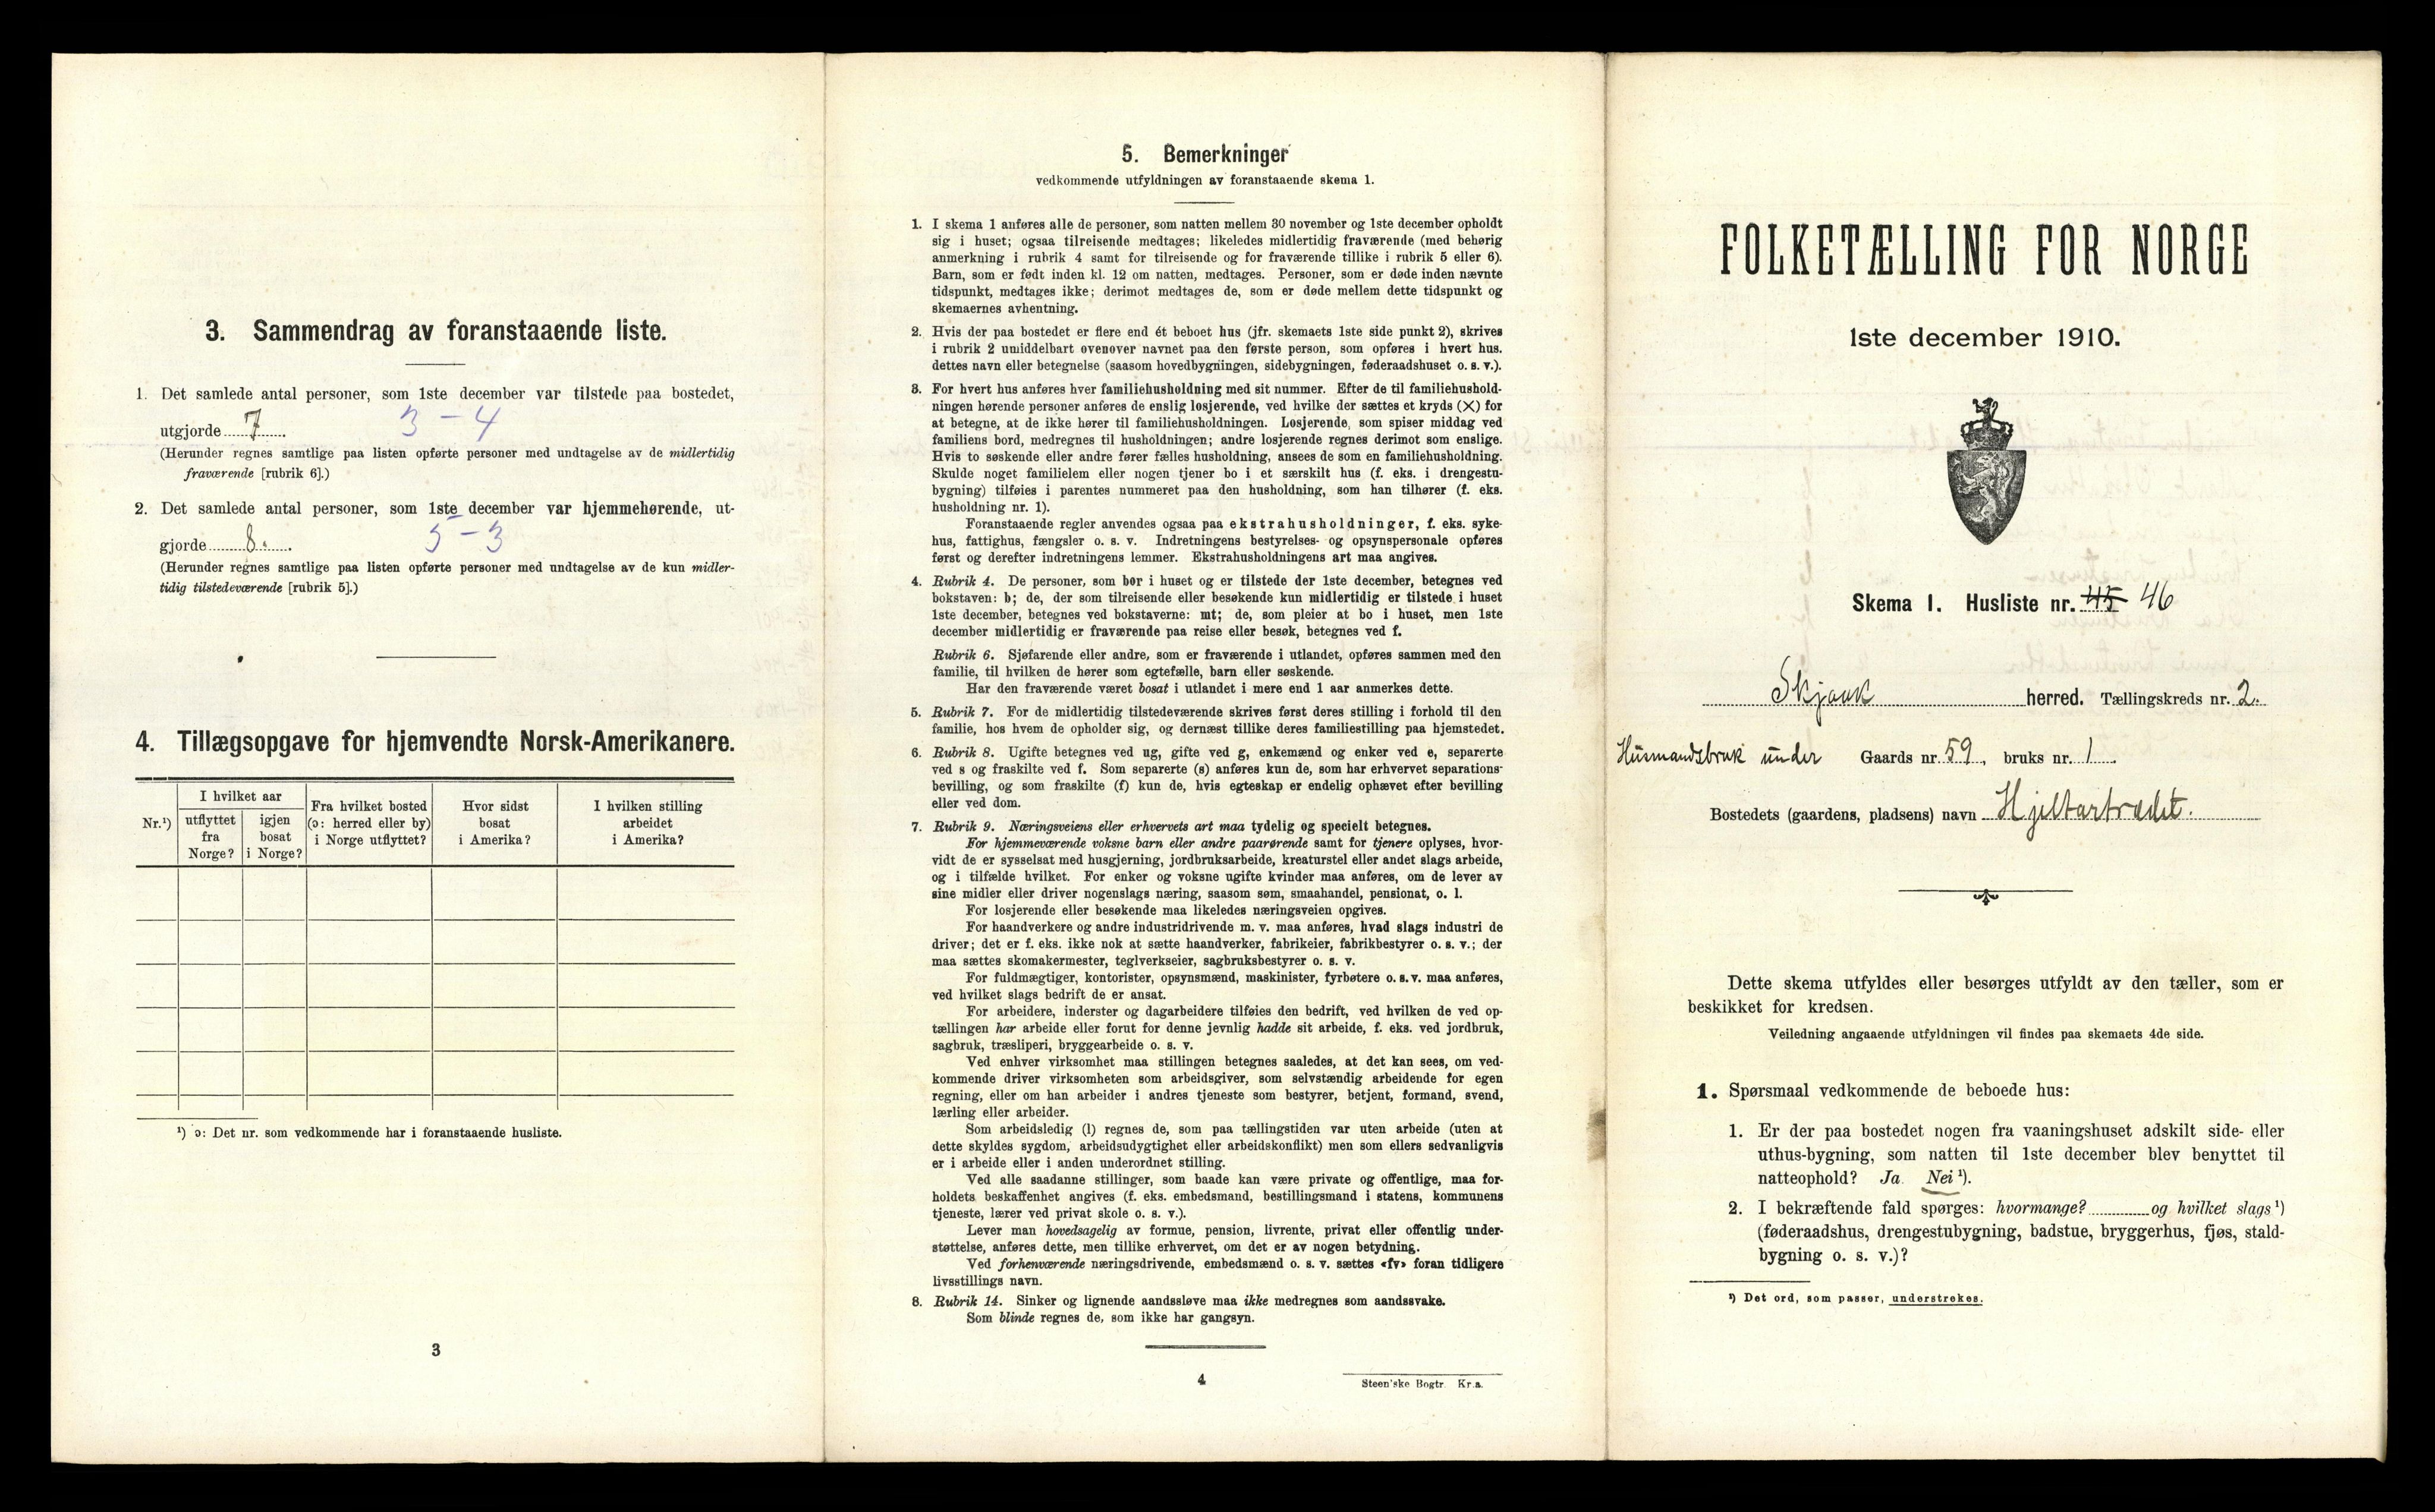 3. Sammendrag av foranstaaende liste.
1. Det samlede antal personer, som 1ste december var tilstede paa bostedet,
utgjorde 7. 3 – 4
(Herunder regnes samtlige paa listen opførte personer med undtagelse av de midlertidig
fraværende [rubrik 6].)
2. Det samlede antal personer, som 1ste december var hjemmehørende, ut-
gjorde 8. 5 – 3
(Herunder regnes samtlige paa listen opførte personer med undtagelse av de kun midler-
tidig tilstedeværende [rubrik 5].)
4. Tillægsopgave for hjemvendte Norsk-Amerikanere.
Nr.¹)
I hvilket aar
utflyttet
fra
Norge?
igjen
bosat
i Norge?
Fra hvilket bosted
(ɔ: herred eller by)
i Norge utflyttet?
Hvor sidst
bosat
i Amerika?
I hvilken stilling
arbeidet
i Amerika?
¹) ɔ: Det nr. som vedkommende har i foranstaaende husliste.
3
5. Bemerkninger
vedkommende utfyldningen av foranstaaende skema 1.
1. I skema 1 anføres alle de personer, som natten mellem 30 november og 1ste december opholdt
sig i huset; ogsaa tilreisende medtages; likeledes midlertidig fraværende (med behørig
anmerkning i rubrik 4 samt for tilreisende og for fraværende tillike i rubrik 5 eller 6).
Barn, som er født inden kl. 12 om natten, medtages. Personer, som er døde inden nævnte
tidspunkt, medtages ikke; derimot medtages de, som er døde mellem dette tidspunkt og
skemaernes avhentning.
2. Hvis der paa bostedet er flere end ét beboet hus (jfr. skemaets 1ste side punkt 2), skrives
i rubrik 2 umiddelbart ovenover navnet paa den første person, som opføres i hvert hus.
dettes navn eller betegnelse (saasom hovedbygningen, sidebygningen, føderaadshuset o. s. v.).
3. For hvert hus anføres hver familiehusholdning med sit nummer. Efter de til familiehushold-
ningen hørende personer anføres de enslig losjerende, ved hvilke der sættes et kryds (×) for
at betegne, at de ikke hører til familiehusholdningen. Losjerende, som spiser middag ved
familiens bord, medregnes til husholdningen; andre losjerende regnes derimot som enslige.
Hvis to søskende eller andre fører fælles husholdning, ansees de som en familiehusholdning.
Skulde noget familielem eller nogen tjener bo i et særskilt hus (f. eks. i drengestu-
bygning) tilføies i parentes nummeret paa den husholdning, som han tilhører (f. eks.
husholdning nr. 1).
Foranstaaende regler anvendes ogsaa paa ekstrahusholdninger, f. eks. syke-
hus, fattighus, fængsler o. s. v. Indretningens bestyrelses- og opsynspersonale opføres
først og derefter indretningens lemmer. Ekstrahusholdningens art maa angives.
4. Rubrik 4. De personer, som bor i huset og er tilstede der 1ste december, betegnes ved
bokstaven: b; de, der som tilreisende eller besøkende kun midlertidig er tilstede i huset
1ste december, betegnes ved bokstaverne: mt; de, som pleier at bo i huset, men 1ste
december midlertidig er fraværende paa reise eller besøk, betegnes ved f.
Rubrik 6. Sjøfarende eller andre, som er fraværende i utlandet, opføres sammen med den
familie, til hvilken de hører som egtefælle, barn eller søskende.
Har den fraværende været bosat i utlandet i mere end 1 aar anmerkes dette.
5. Rubrik 7. For de midlertidig tilstedeværende skrives først deres stilling i forhold til den
familie, hos hvem de opholder sig, og dernæst tillike deres familiestilling paa hjemstedet.
6. Rubrik 8. Ugifte betegnes ved ug, gifte ved g, enkemænd og enker ved e, separerte
ved s og fraskilte ved f. Som separerte (s) anføres kun de, som har erhvervet separations-
bevilling, og som fraskilte (f) kun de, hvis egteskap er endelig ophævet efter bevilling
eller ved dom.
7. Rubrik 9. Næringsveiens eller erhvervets art maa tydelig og specielt betegnes.
For hjemmeværende voksne barn eller andre paarørende samt for tjenere oplyses, hvor-
vidt de er sysselsat med husgjerning, jordbruksarbeide, kreaturstel eller andet slags arbeide,
og i tilfælde hvilket. For enker og voksne ugifte kvinder maa anføres, om de lever av
sine midler eller driver nogenslags næring, saasom søm, smaahandel, pensionat, o. l.
For losjerende eller besøkende maa likeledes næringsveien opgives.
For haandverkere og andre industridrivende m. v. maa anføres, hvad slags industri de
driver; det er f. eks. ikke nok at sætte haandverker, fabrikeier, fabrikbestyrer o. s. v.; der
maa sættes skomakermester, teglverkseier, sagbruksbestyrer o. s. v.
For fuldmægtiger, kontorister, opsynsmænd, maskinister, fyrbøtere o. s. v. maa anføres,
ved hvilket slags bedrift de er ansat.
For arbeidere, inderster og dagarbeidere tilføies den bedrift, ved hvilken de ved op-
tællingen har arbeide eller forut for denne jevnlig hadde sit arbeide, f. eks. ved jordbruk,
sagbruk, træsliperi, bryggearbeide o. s. v.
Ved enhver virksomhet maa stillingen betegnes saaledes, at det kan sees, om ved-
kommende driver virksomheten som arbeidsgiver, som selvstændig arbeidende for egen
regning, eller om han arbeider i andres tjeneste som bestyrer, betjent, formand, svend,
lærling eller arbeider.
Som arbeidsledig (l) regnes de, som paa tællingstiden var uten arbeide (uten at
dette skyldes sygdom, arbeidsudygtighet eller arbeidskonflikt) men som ellers sedvanligvis
er i arbeide eller i anden underordnet stilling.
Ved alle saadanne stillinger, som baade kan være private og offentlige, maa for-
holdets beskaffenhet angives (f. eks. embedsmand, bestillingsmand i statens, kommunens
tjeneste, lærer ved privat skole o. s. v.).
Lever man hovedsagelig av formue, pension, livrente, privat eller offentlig under-
støttelse, anføres dette, men tillike erhvervet, om det er av nogen betydning.
Ved forhenværende næringsdrivende, embedsmænd o. s. v. sættes «fv» foran tidligere
livsstillings navn.
8. Rubrik 14. Sinker og lignende aandssløve maa ikke medregnes som aandssvake.
Som blinde regnes de, som ikke har gangsyn.
4
Steen'ske Bogtr. Kr.a.
FOLKETÆLLING FOR NORGE
1ste december 1910.
Skema I. Husliste nr. 45 46
Skjaak herred. Tællingskreds nr. 2.
Husmandsbruk under Gaards nr. 59, bruks nr. 1.
Bostedets (gaardens, pladsens) navn Hjeltartrædet.
Dette skema utfyldes eller besørges utfyldt av den tæller, som er
beskikket for kredsen.
Veiledning angaaende utfyldningen vil findes paa skemaets 4de side.
1. Spørsmaal vedkommende de beboede hus:
1. Er der paa bostedet nogen fra vaaningshuset adskilt side- eller
uthus-bygning, som natten til 1ste december blev benyttet til
natteophold? Ja. Nei ¹).
2. I bekræftende fald spørges: hvormange? og hvilket slags ¹)
(føderaadshus, drengestubygning, badstue, bryggerhus, fjøs, stald-
bygning o. s. v.)?
¹) Det ord, som passer, understrekes.